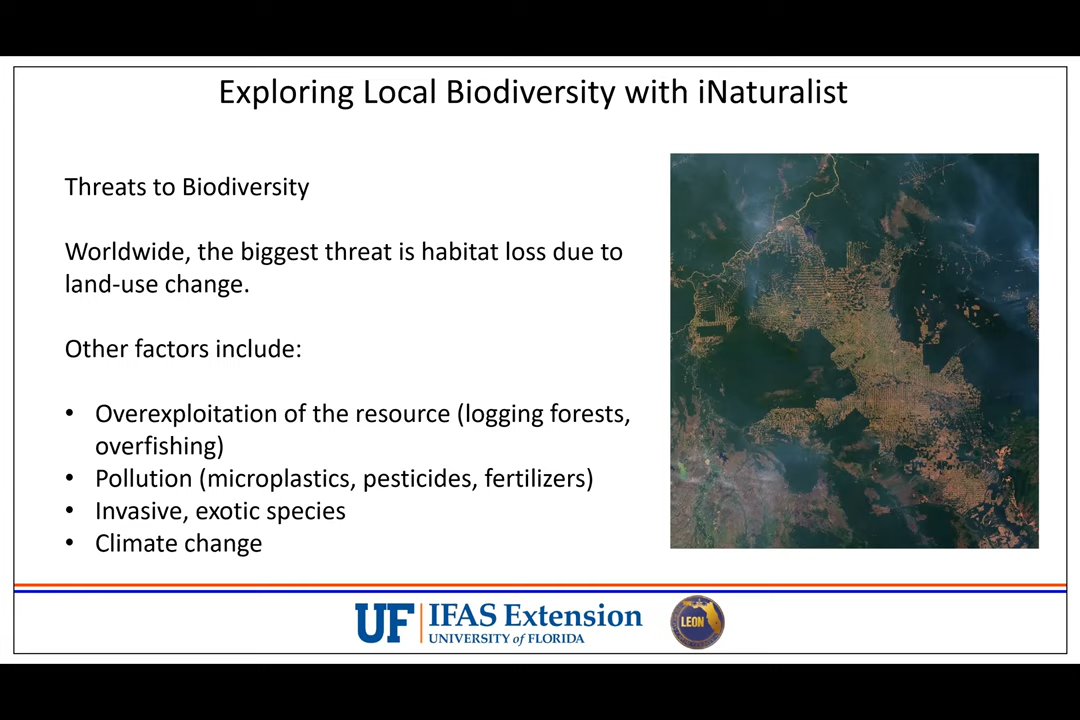 Exploring Local Biodiversity with iNaturalist
Threats to Biodiversity
Worldwide, the biggest threat is habitat loss due to
land-use change.
Other factors include:
• Overexploitation of the resource (logging forests,
overfishing)
• Pollution (microplastics, pesticides, fertilizers)
• Invasive, exotic species
• Climate change
UF IFAS Extension
UNIVERSITY of FLORIDA
LEON